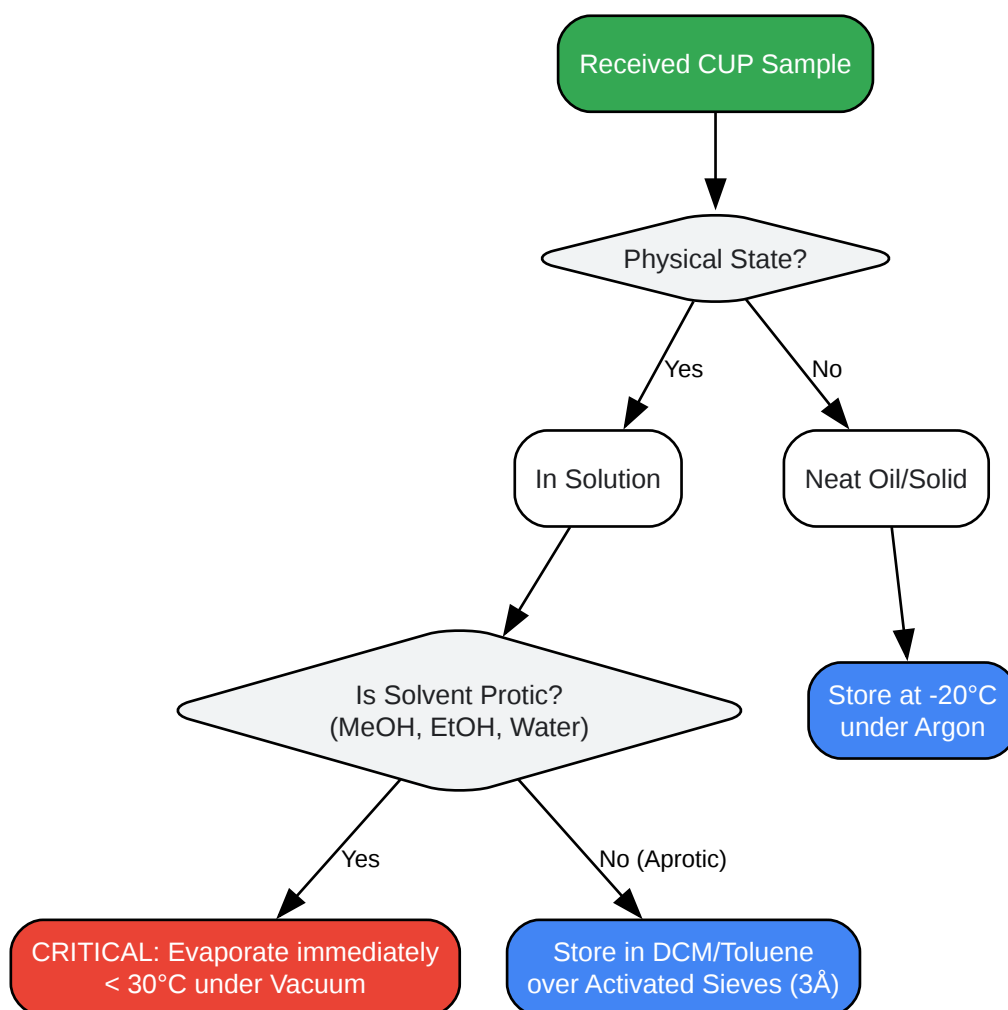 Received CUP Sample
Physical State?
Yes
No
In Solution
Neat Oil/Solid
Is Solvent Protic?
(MeOH, EtOH, Water)
Store at -20°C
under Argon
Yes
No (Aprotic)
CRITICAL: Evaporate immediately
< 30°C under Vacuum
Store in DCM/Toluene
over Activated Sieves (3Å)